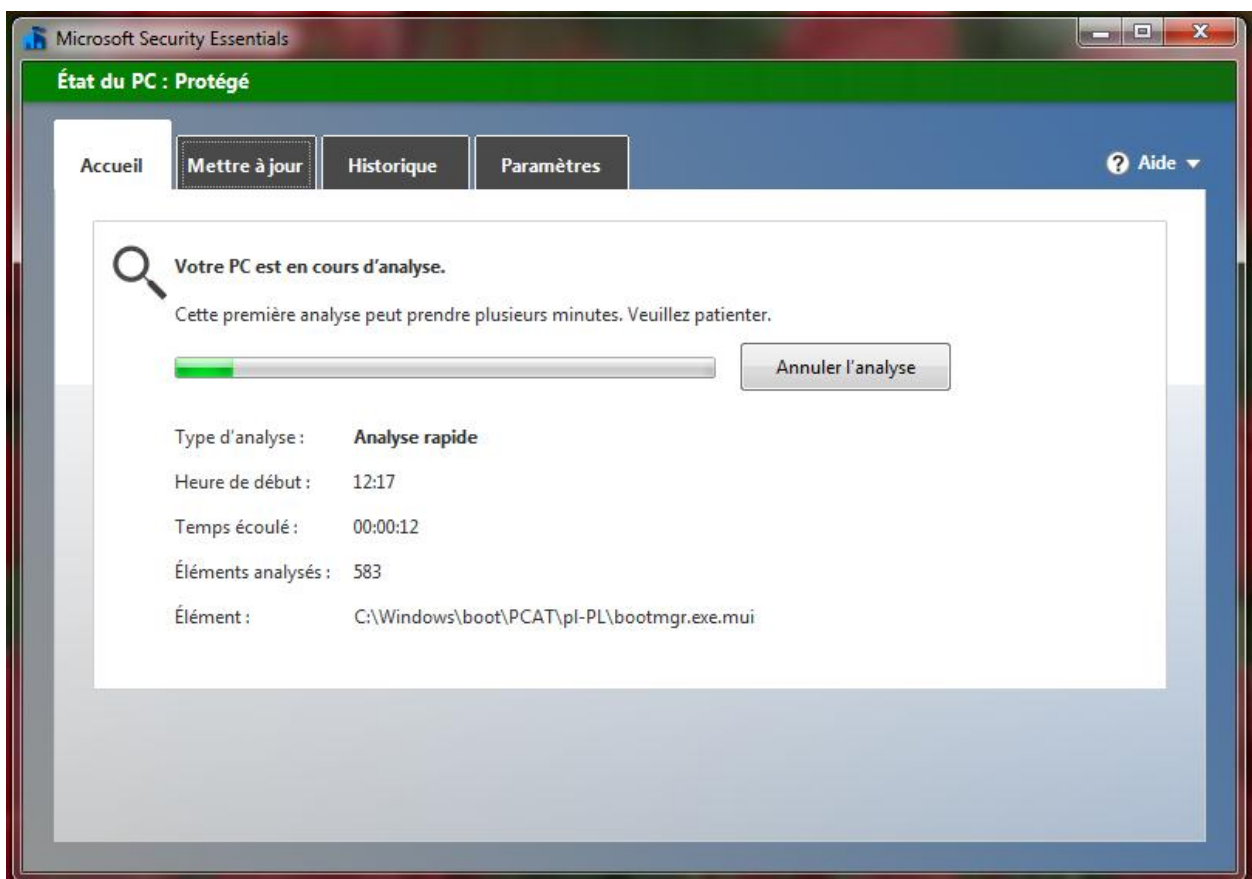 Microsoft Security Essentials
État du PC : Protégé
Accueil
Mettre à jour
Historique
Paramètres
Aide
Votre PC est en cours d'analyse.
Cette première analyse peut prendre plusieurs minutes. Veuillez patienter.
Annuler l'analyse
Type d'analyse : Analyse rapide
Heure de début : 12:17
Temps écoulé : 00:00:12
Éléments analysés : 583
Élément : C:\Windows\boot\PCAT\pl-PL\bootmgr.exe.mui